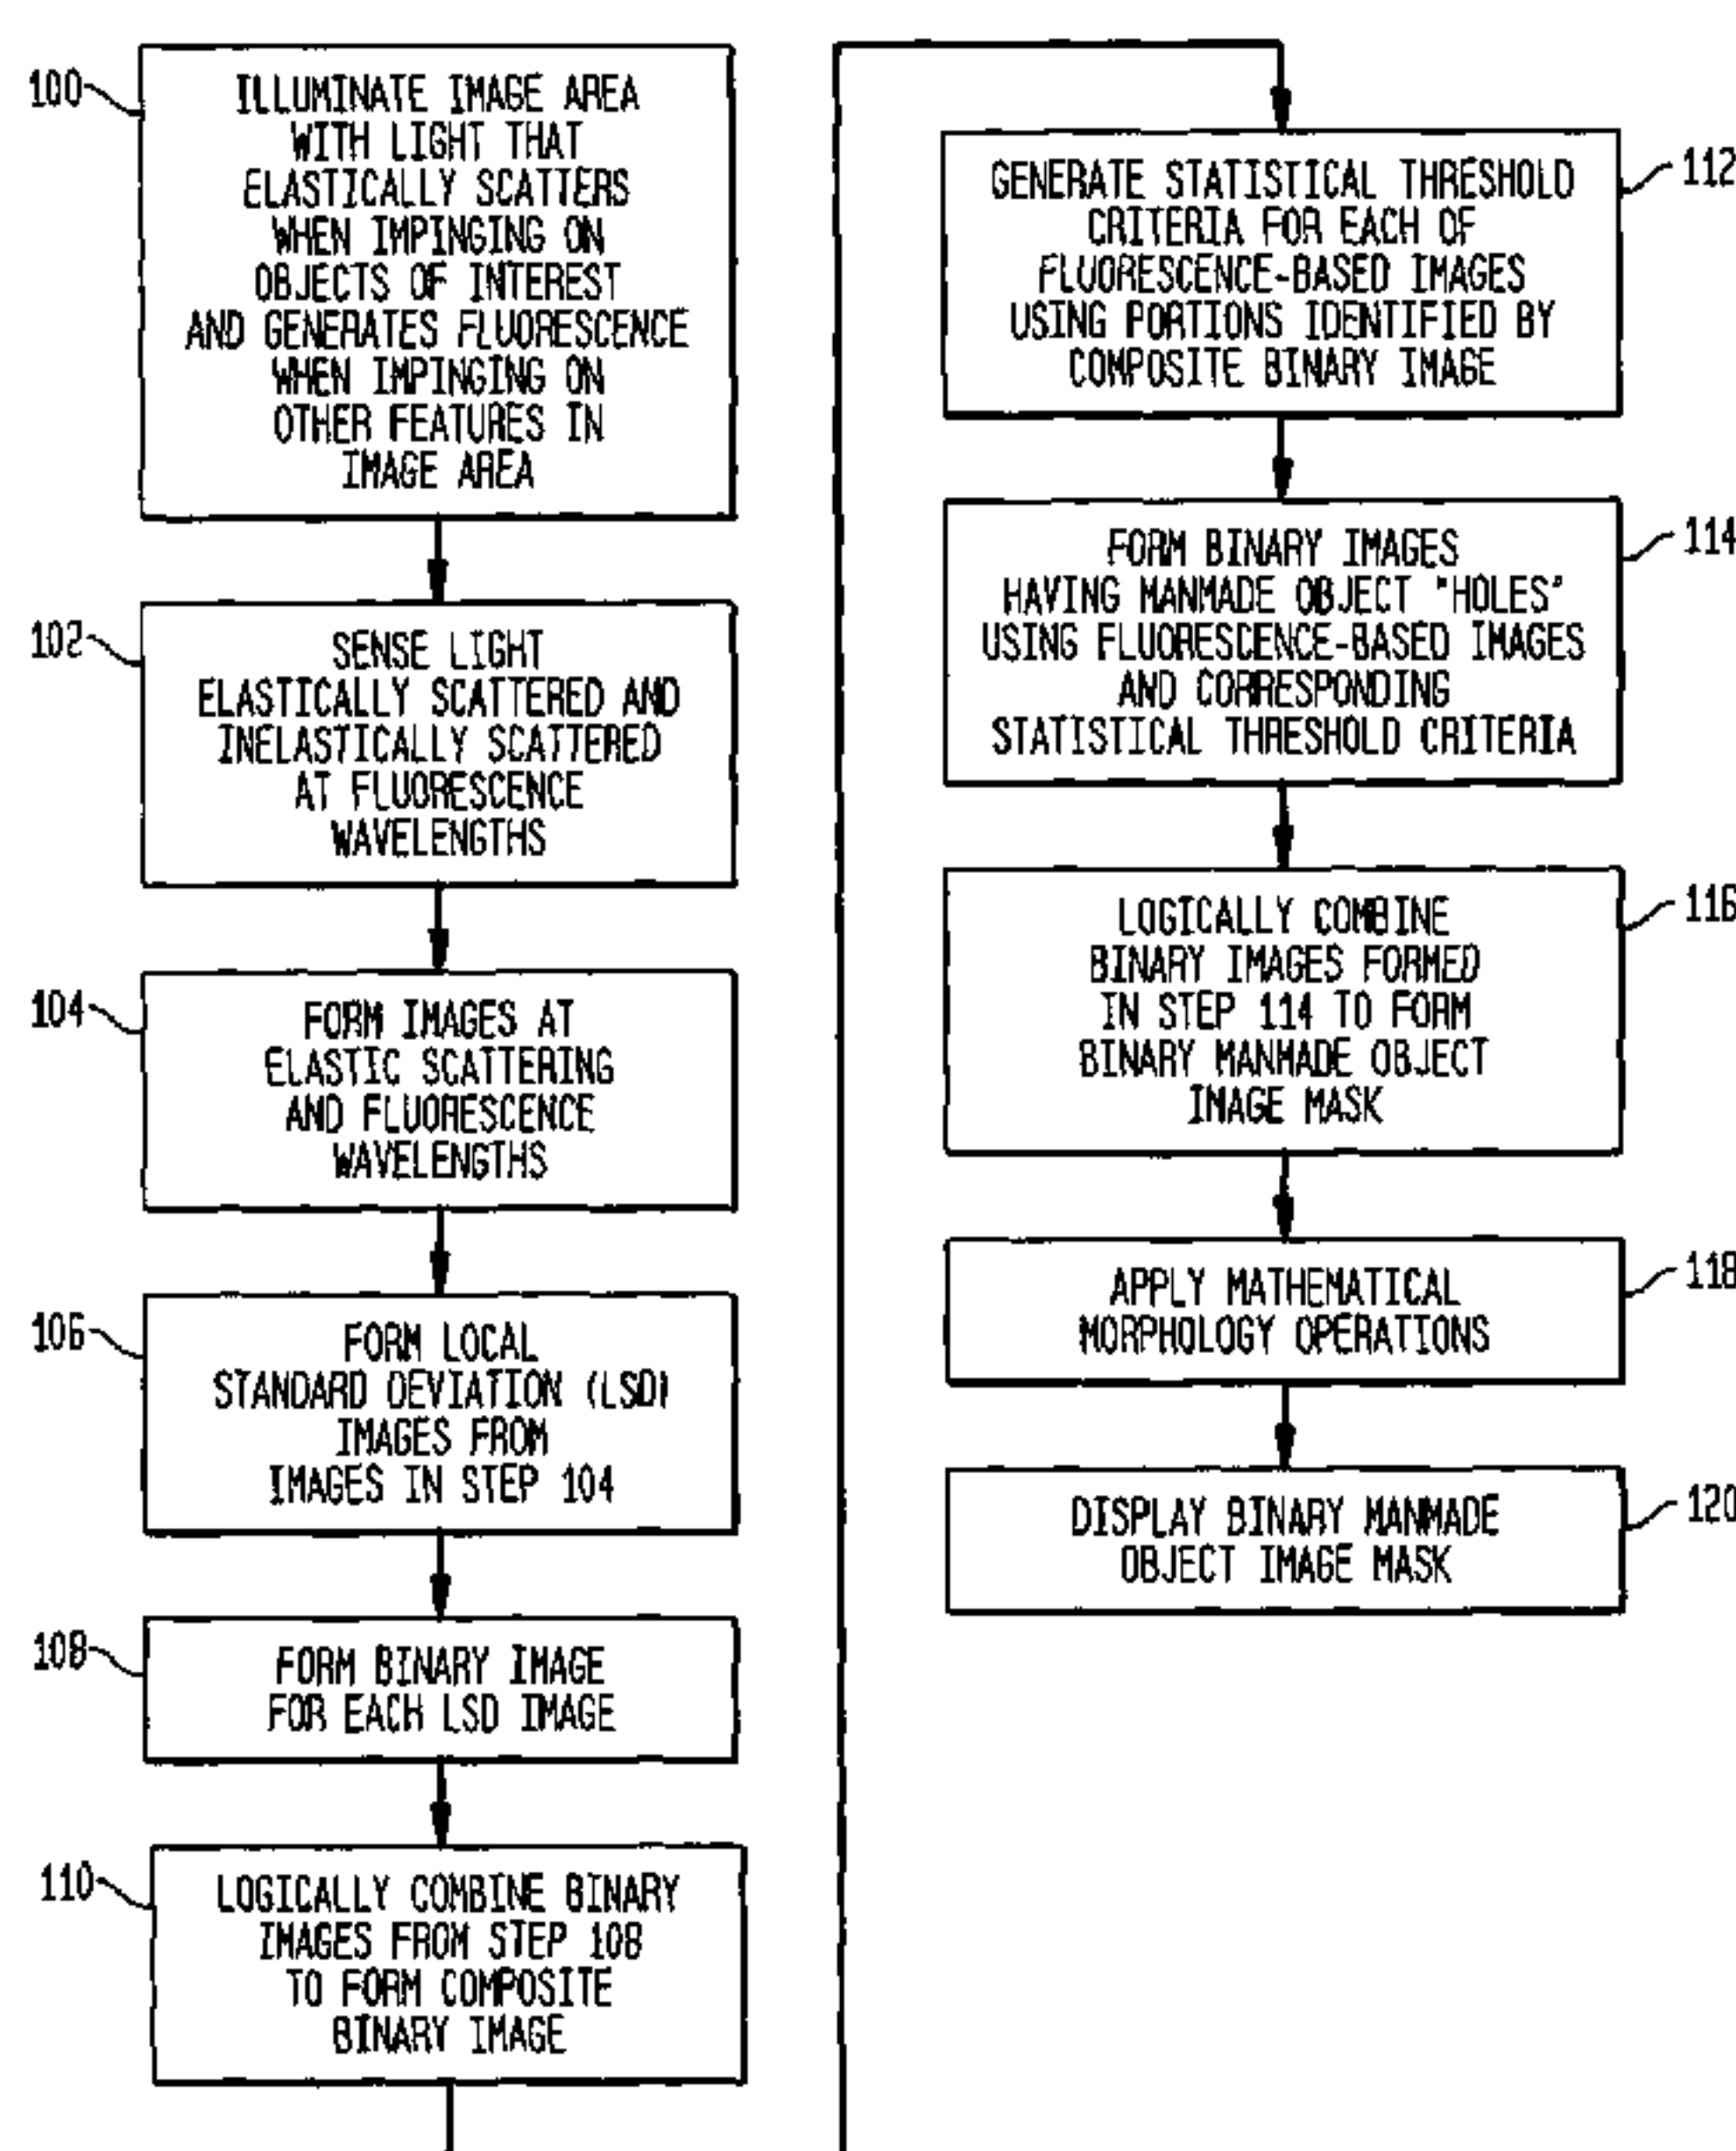 100
ILLUMINATE IMAGE AREA
WITH LIGHT THAT
ELASTICALLY SCATTERS
WHEN IMPINGING ON
OBJECTS OF INTEREST
AND GENERATES FLUORESCENCE
WHEN IMPINGING ON
OTHER FEATURES IN
IMAGE AREA
102
SENSE LIGHT
ELASTICALLY SCATTERED AND
INELASTICALLY SCATTERED
AT FLUORESCENCE
WAVELENGTHS
104
FORM IMAGES AT
ELASTIC SCATTERING
AND FLUORESCENCE
WAVELENGTHS
106
FORM LOCAL
STANDARD DEVIATION (LSD)
IMAGES FROM
IMAGES IN STEP 104
108
FORM BINARY IMAGE
FOR EACH LSD IMAGE
110
LOGICALLY COMBINE BINARY
IMAGES FROM STEP 108
TO FORM COMPOSITE
BINARY IMAGE
112
GENERATE STATISTICAL THRESHOLD
CRITERIA FOR EACH OF
FLUORESCENCE-BASED IMAGES
USING PORTIONS IDENTIFIED BY
COMPOSITE BINARY IMAGE
114
FORM BINARY IMAGES
HAVING MANMADE OBJECT "HOLES"
USING FLUORESCENCE-BASED IMAGES
AND CORRESPONDING
STATISTICAL THRESHOLD CRITERIA
116
LOGICALLY COMBINE
BINARY IMAGES FORMED
IN STEP 114 TO FORM
BINARY MANMADE OBJECT
IMAGE MASK
118
APPLY MATHEMATICAL
MORPHOLOGY OPERATIONS
120
DISPLAY BINARY MANMADE
OBJECT IMAGE MASK